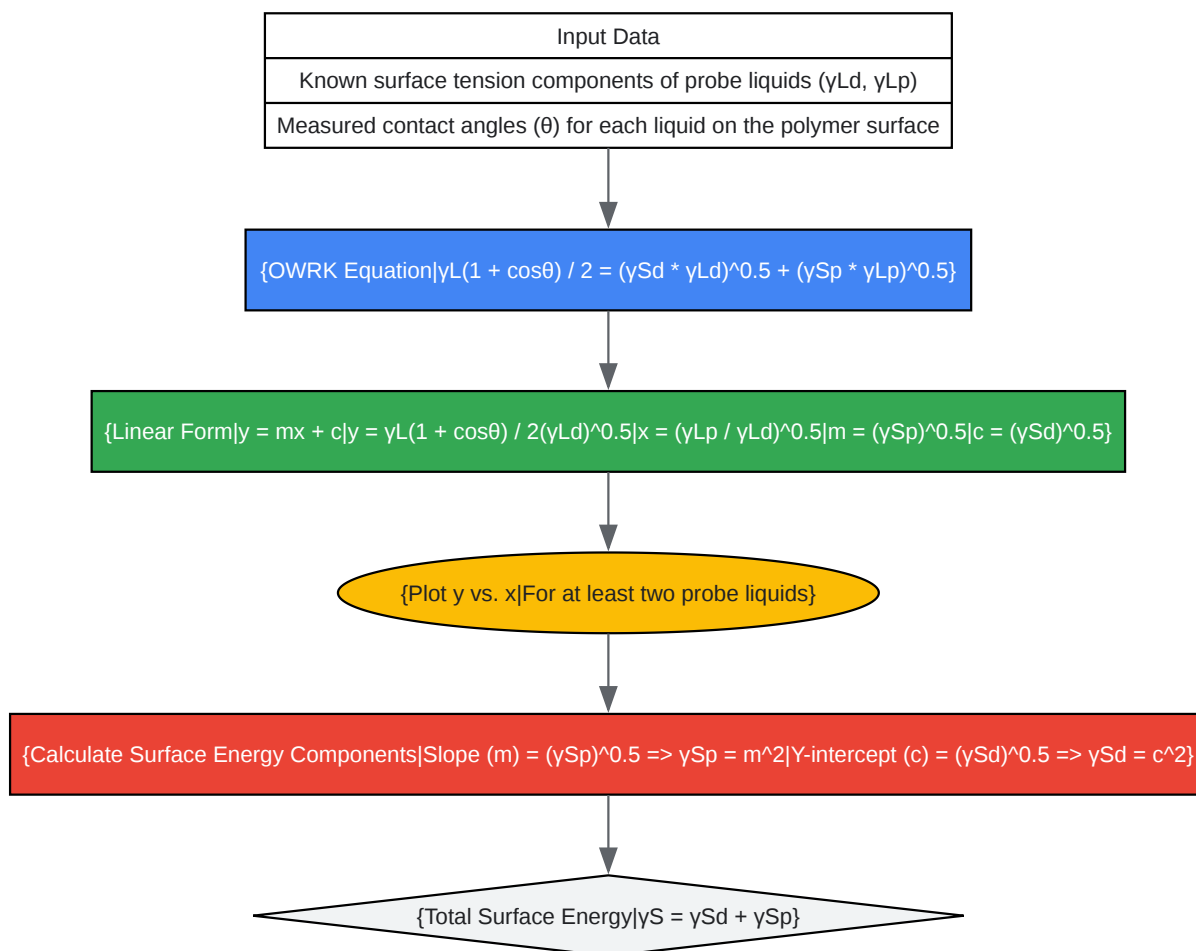 Input Data
Known surface tension components of probe liquids (γLd, γLp)
Measured contact angles (θ) for each liquid on the polymer surface
{OWRK Equation|γL(1 + cosθ) / 2 = (γSd * γLd)^0.5 + (γSp * γLp)^0.5}
{Linear Form|y = mx + c|y = γL(1 + cosθ) / 2(γLd)^0.5|x = (γLp / γLd)^0.5|m = (γSp)^0.5|c = (γSd)^0.5}
{Plot y vs. x|For at least two probe liquids}
{Calculate Surface Energy Components|Slope (m) = (γSp)^0.5 => γSp = m^2|Y-intercept (c) = (γSd)^0.5 => γSd = c^2}
{Total Surface Energy|γS = γSd + γSp}